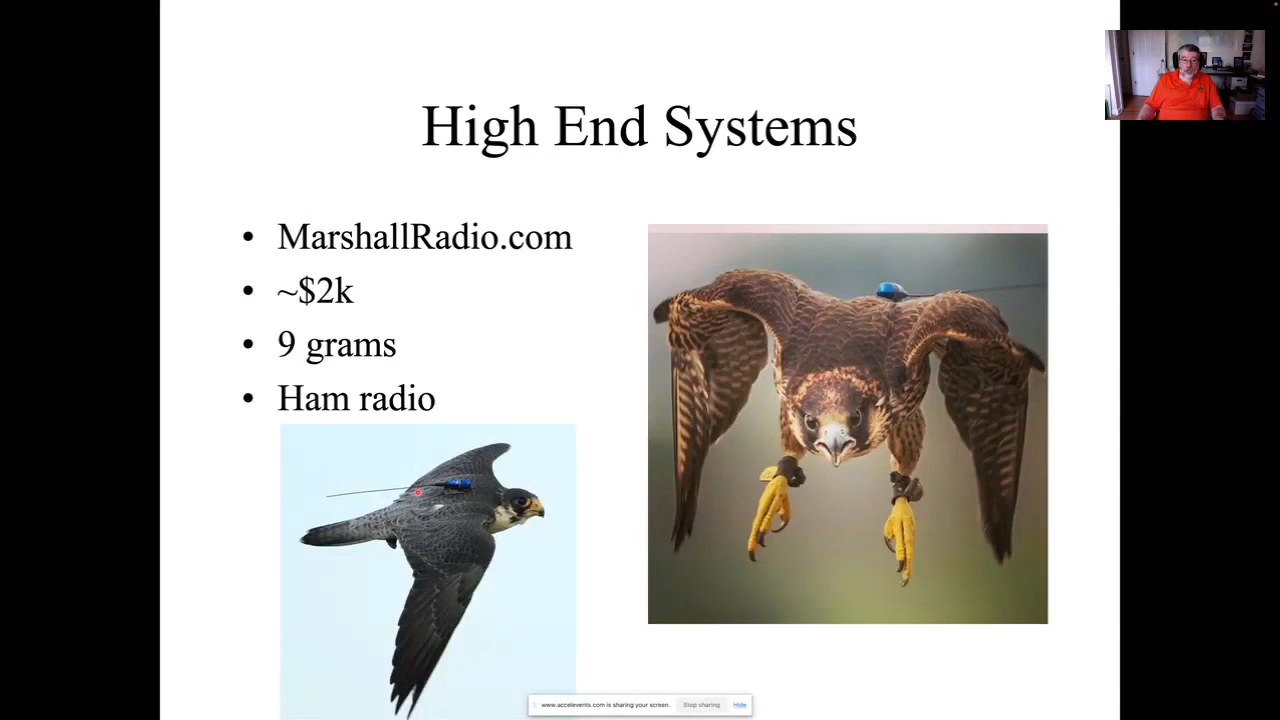 High End Systems
• MarshallRadio.com
• ~$2k
• 9 grams
• Ham radio
www.accelevents.com is sharing your screen.
Stop sharing
Hide